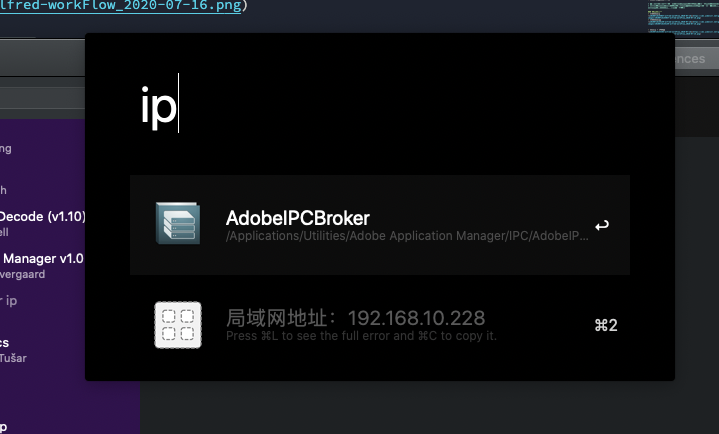 lfred-workFlow_2020-07-16.png)
nces
ip
ng
h
Decode (v1.10)
ell
Manager v1.0
vergaard
r ip
cs
Tušar
p
AdobeIPCBroker
/Applications/Utilities/Adobe Application Manager/IPC/AdobeIP…
↩
局域网地址：192.168.10.228
Press ⌘L to see the full error and ⌘C to copy it.
⌘2